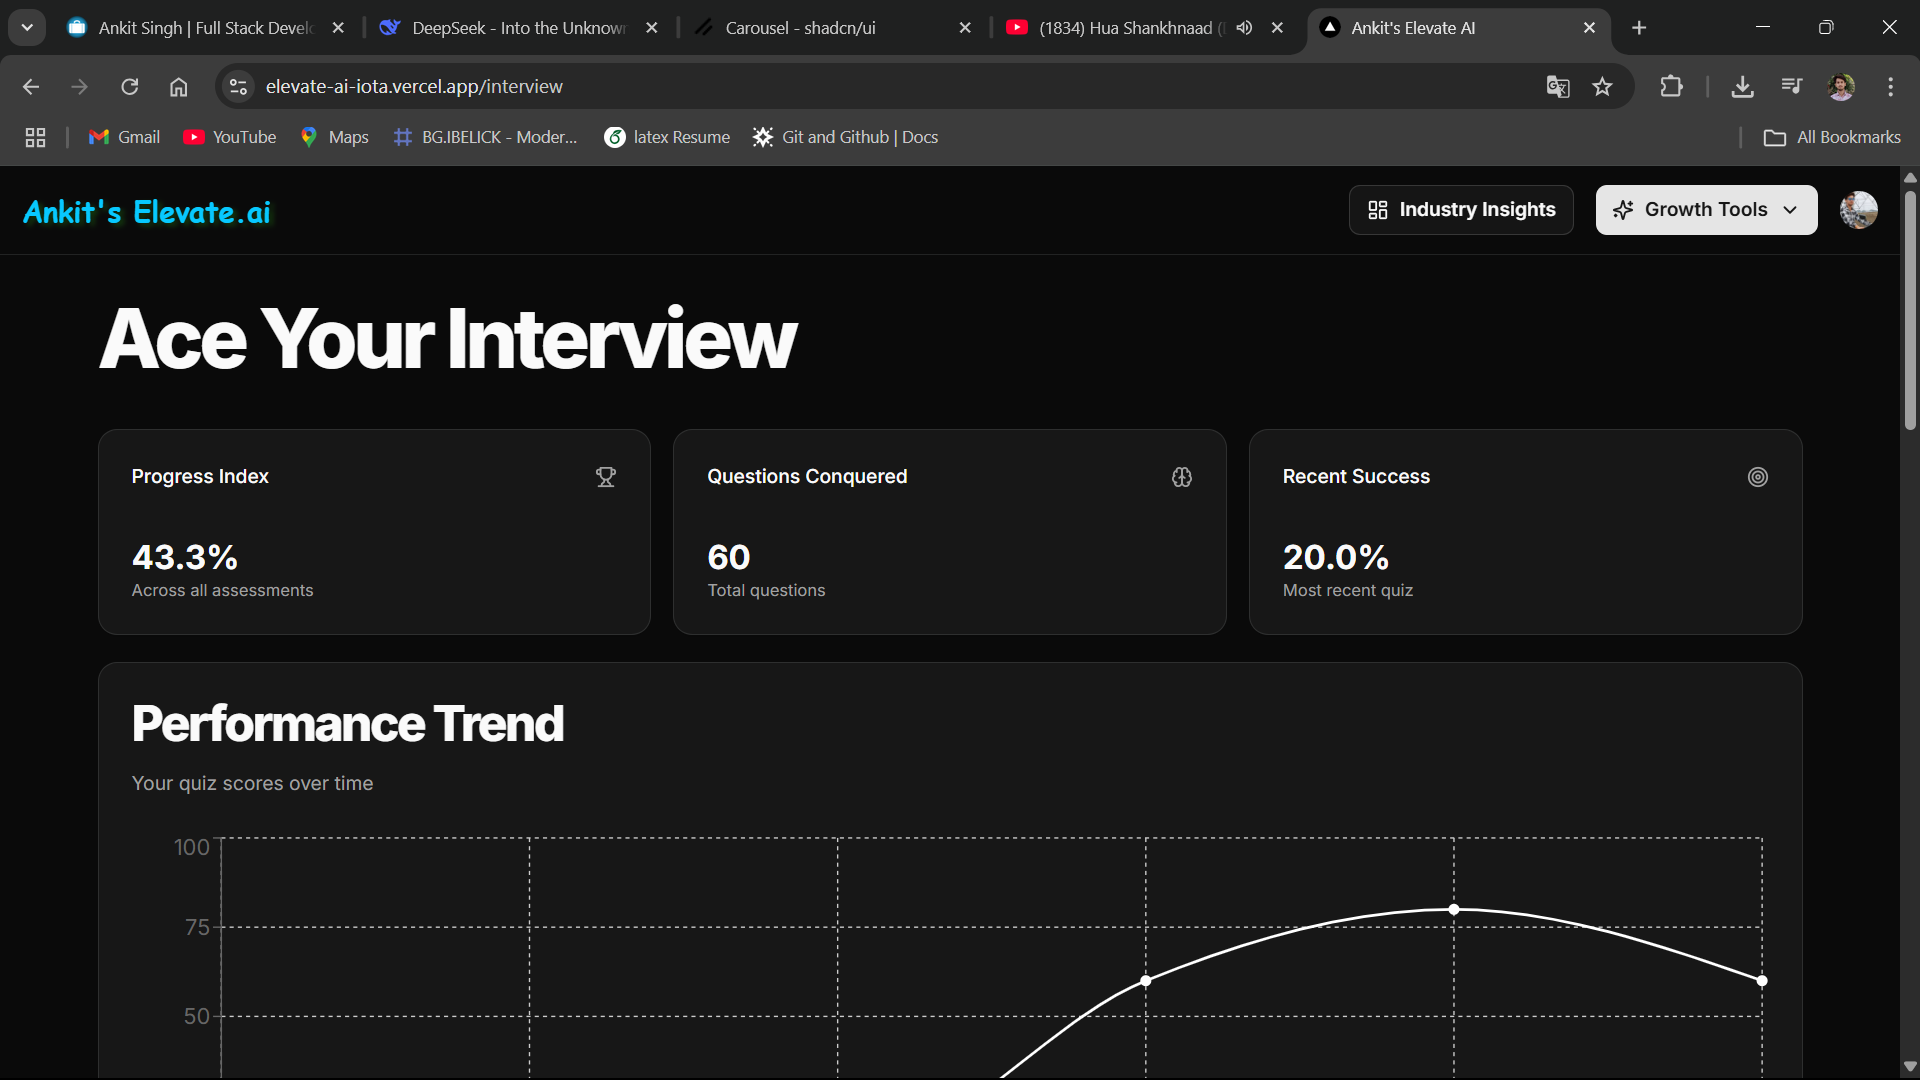 Ankit Singh | Full Stack Develo
DeepSeek - Into the Unknown
Carousel - shadcn/ui
(1834) Hua Shankhnaad (
Ankit's Elevate AI
elevate-ai-iota.vercel.app/interview
Gmail
YouTube
Maps
BG.IBELICK - Moder...
latex Resume
Git and Github | Docs
All Bookmarks
Ankit's Elevate.ai
Industry Insights
Growth Tools
Ace Your Interview
Progress Index
43.3%
Across all assessments
Questions Conquered
60
Total questions
Recent Success
20.0%
Most recent quiz
Performance Trend
Your quiz scores over time
100
75
50